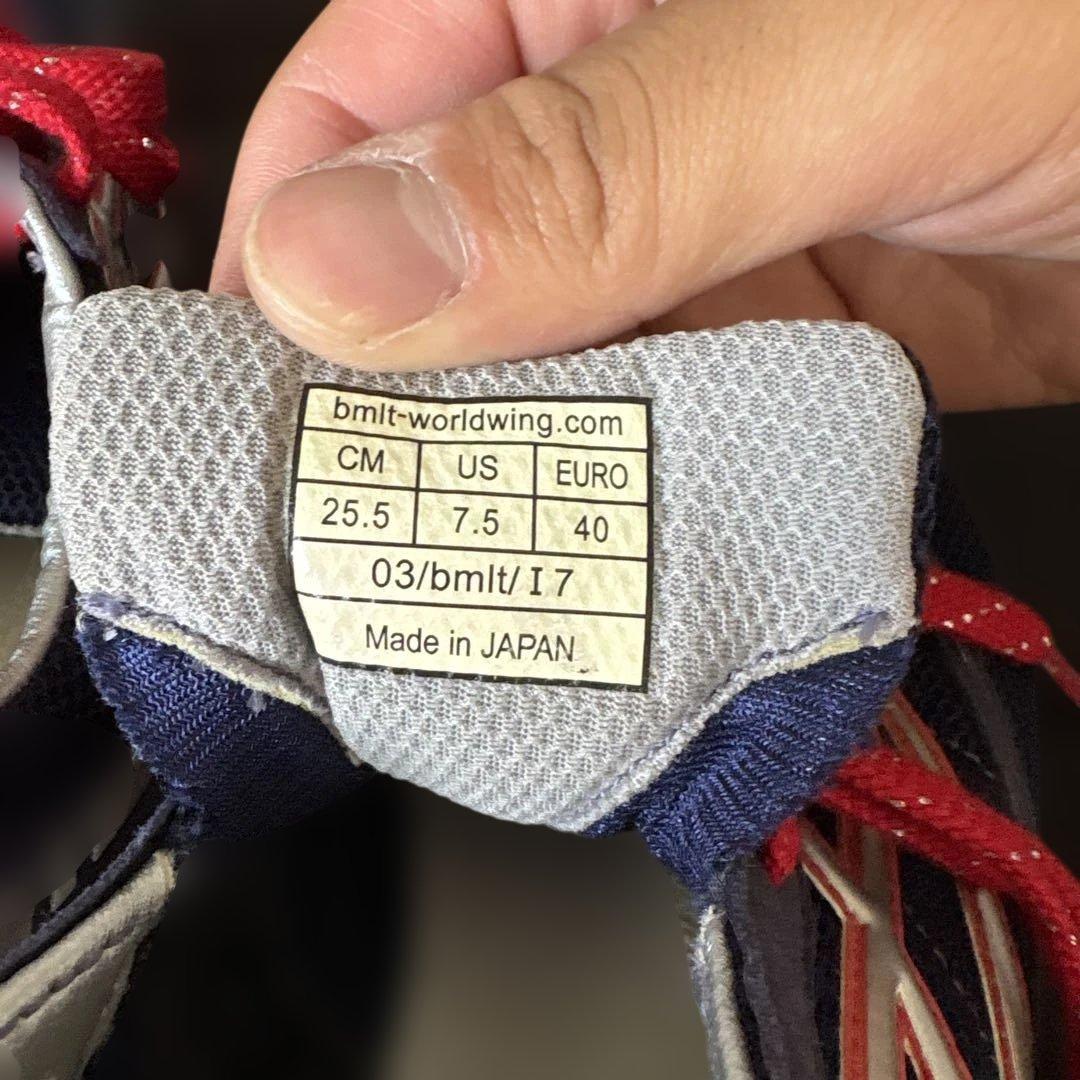 bmlt-worldwing.com
CM US EURO
25.5 7.5 40
03/bmlt/I7
Made in JAPAN